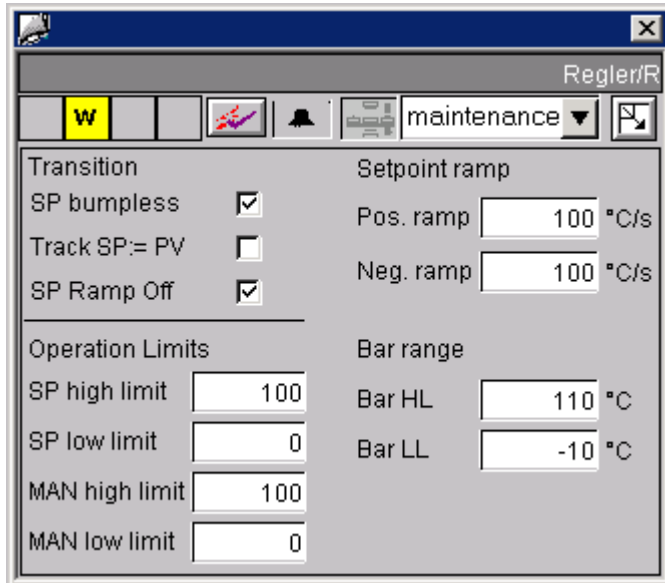 Regler/R
W
maintenance
Transition
SP bumpless
Track SP:= PV
SP Ramp Off
Setpoint ramp
Pos. ramp 100 °C/s
Neg. ramp 100 °C/s
Operation Limits
SP high limit 100
SP low limit 0
MAN high limit 100
MAN low limit 0
Bar range
Bar HL 110 °C
Bar LL -10 °C